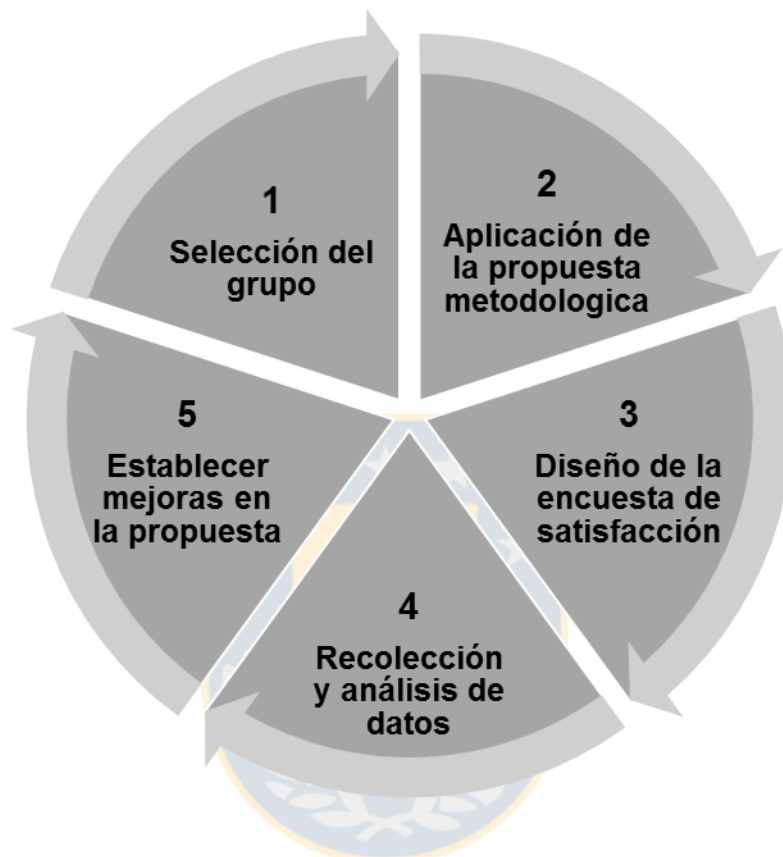 1
Selección del
grupo
2
Aplicación de
la propuesta
metodologica
3
Diseño de la
encuesta de
satisfacción
4
Recolección
y análisis de
datos
5
Establecer
mejoras en
la propuesta